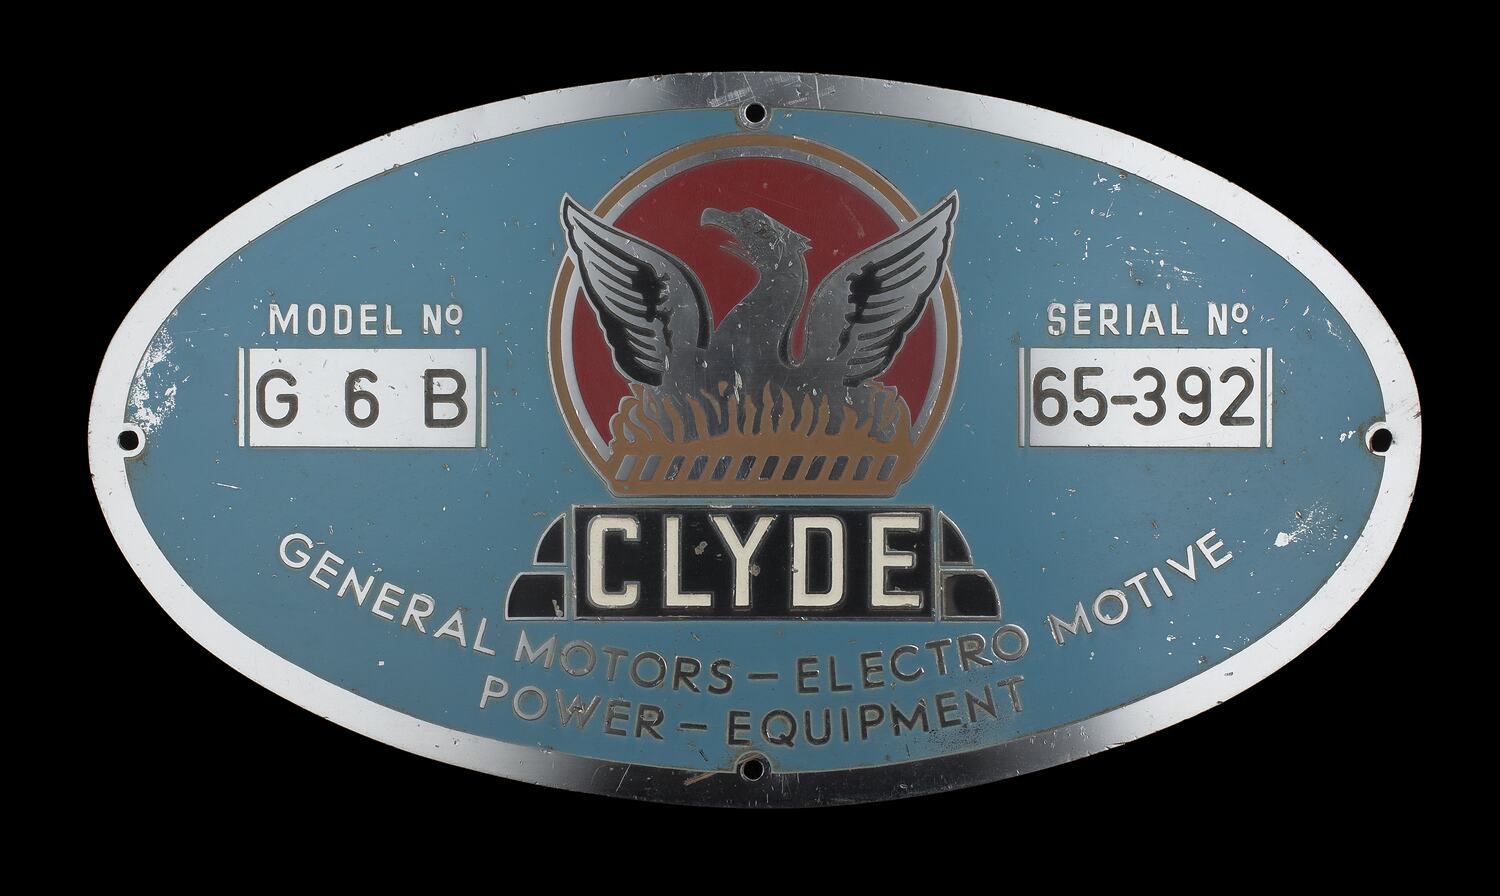 MODEL Nº
G 6 B
SERIAL Nº
65-392
CLYDE
GENERAL MOTORS – ELECTRO MOTIVE
POWER – EQUIPMENT